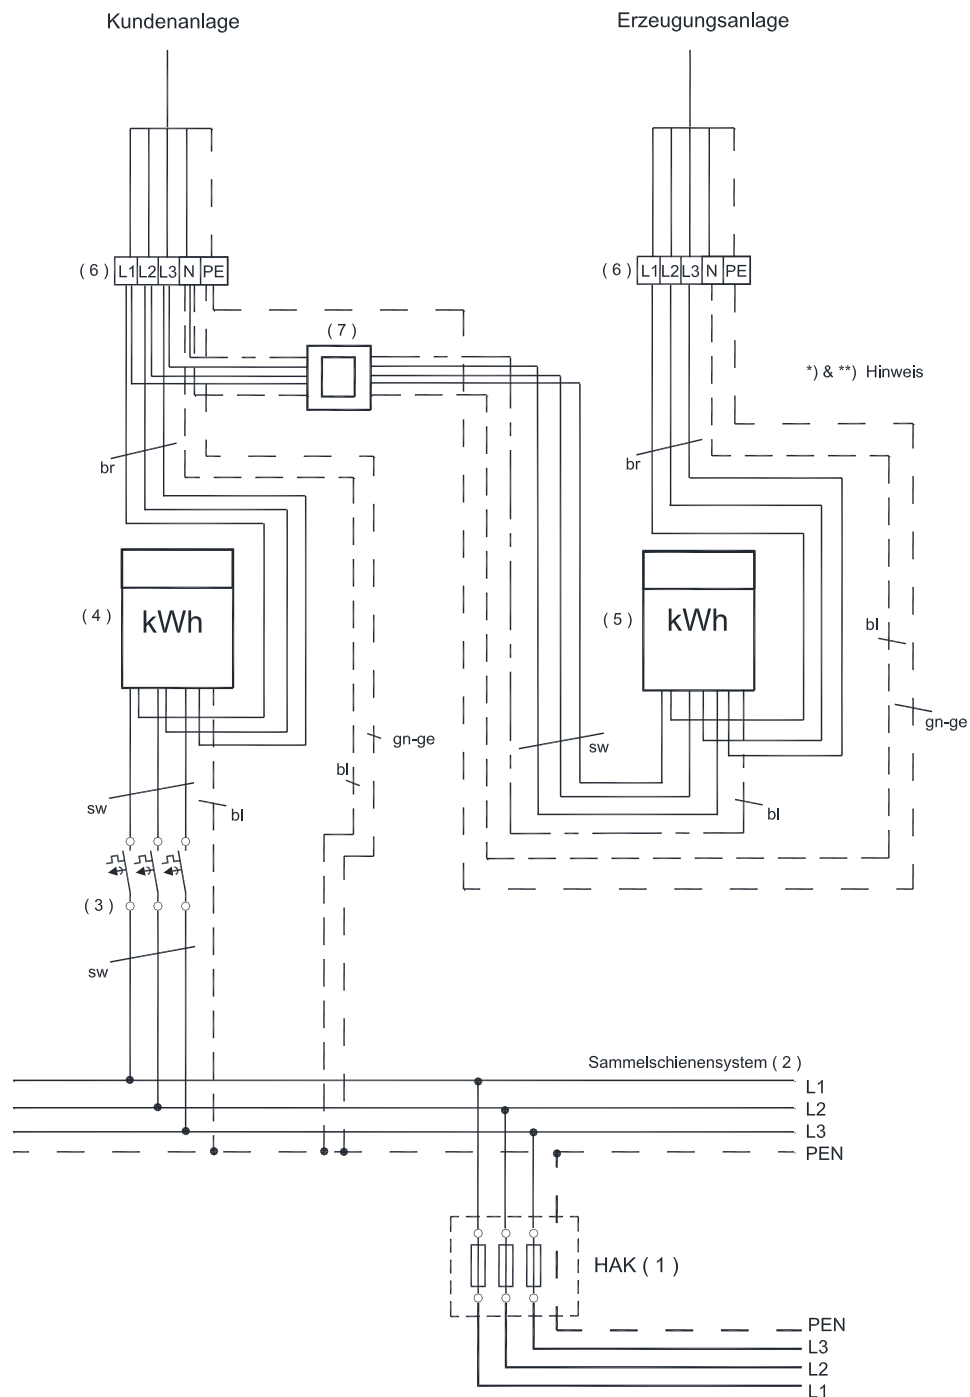 Kundenanlage
Erzeugungsanlage
( 6 ) L1 L2 L3 N PE
( 6 ) L1 L2 L3 N PE
( 7 )
*) & **) Hinweis
br
br
( 4 ) kWh
( 5 ) kWh
bl
gn-ge
gn-ge
sw
bl
sw
bl
bl
( 3 )
sw
Sammelschienensystem ( 2 )
L1
L2
L3
PEN
HAK ( 1 )
PEN
L3
L2
L1